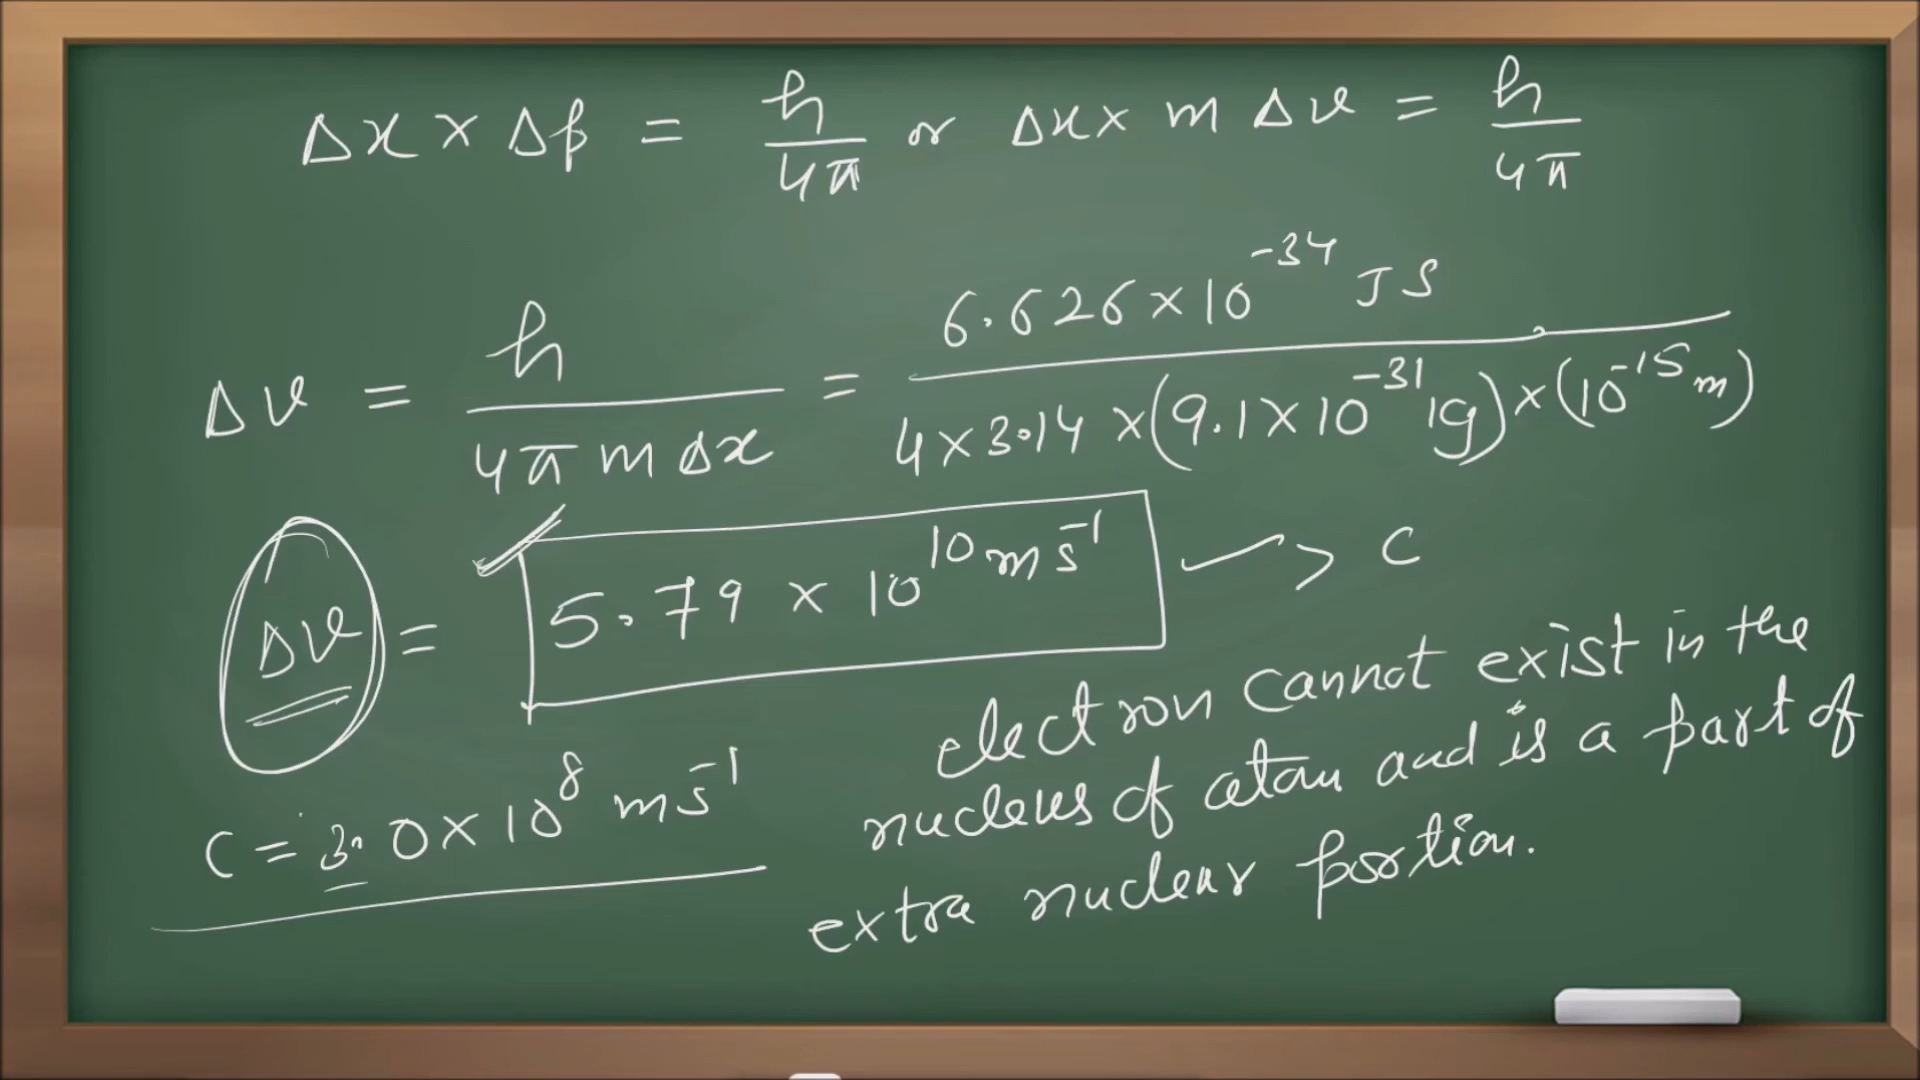 Δx × Δp = h/4π or Δx × m Δv = h/4π
Δv = h/4π m Δx = 6.626 × 10⁻³⁴ JS / 4 × 3.14 × (9.1 × 10⁻³¹ kg) × (10⁻¹⁵ m)
Δv = 5.79 × 10¹⁰ m s⁻¹ → C
C = 3.0 × 10⁸ m s⁻¹
electron cannot exist in the
nucleus of atom and is a part of
extra nuclear portion.